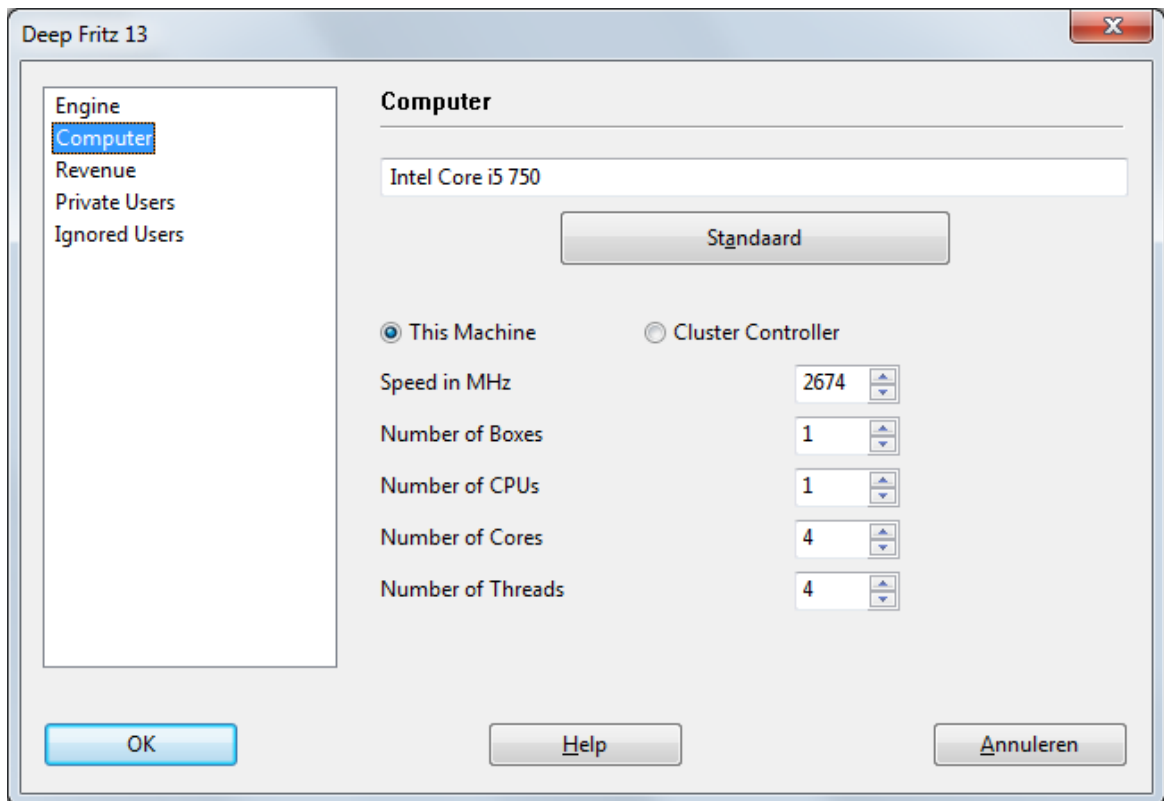 Deep Fritz 13
Engine
Computer
Revenue
Private Users
Ignored Users
Computer
Intel Core i5 750
Standaard
This Machine
Cluster Controller
Speed in MHz 2674
Number of Boxes 1
Number of CPUs 1
Number of Cores 4
Number of Threads 4
OK
Help
Annuleren